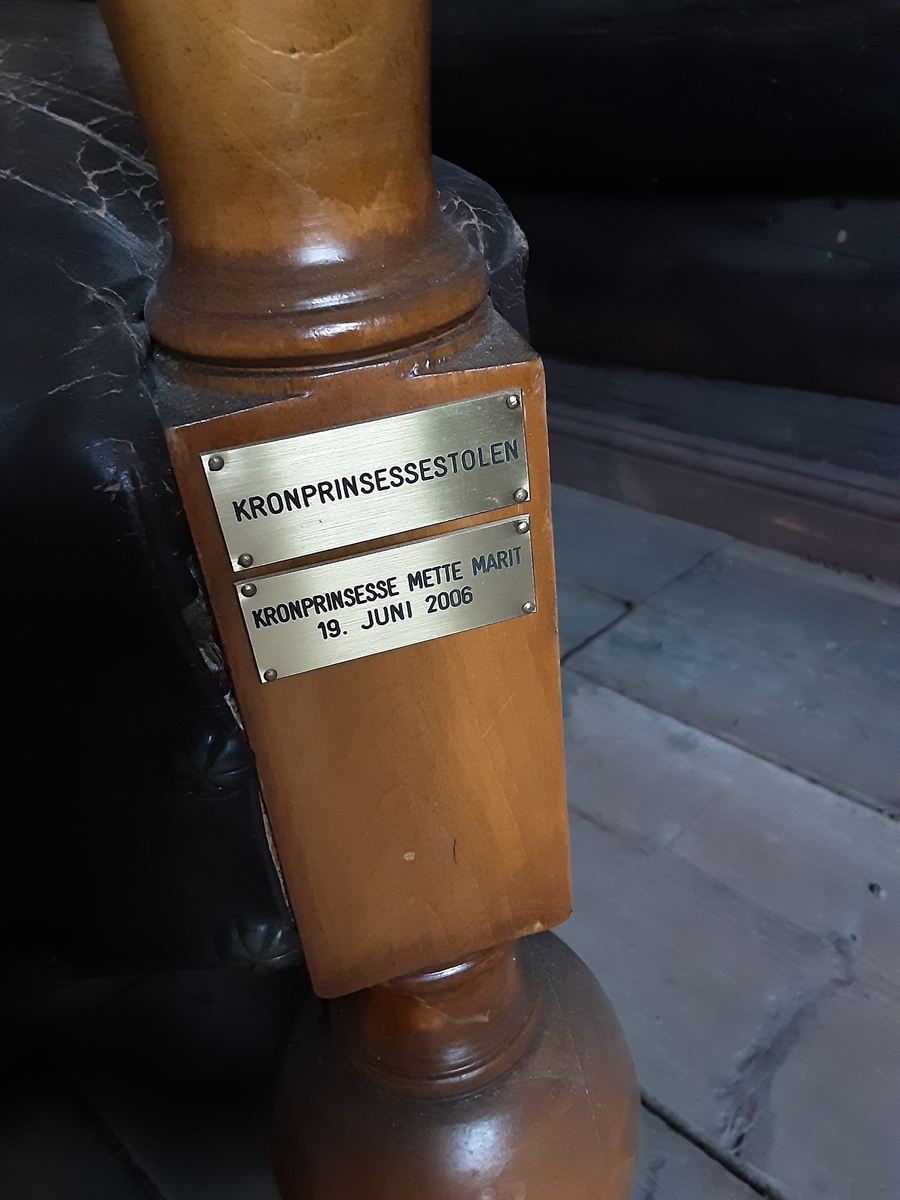 KRONPRINSESSESTOLEN
KRONPRINSESSE METTE MARIT
19. JUNI 2006